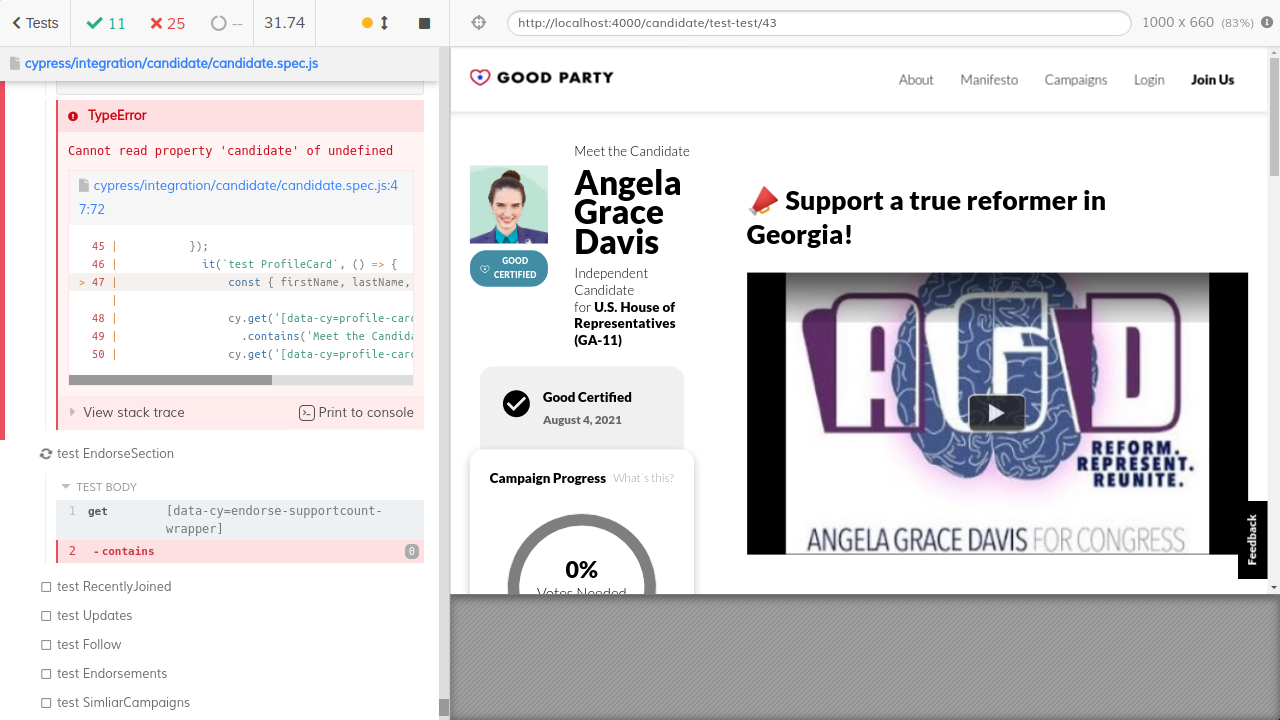 Tests
11
25
--
31.74
http://localhost:4000/candidate/test-test/43
1000 x 660 (83%)
cypress/integration/candidate/candidate.spec.js
TypeError
Cannot read property 'candidate' of undefined
cypress/integration/candidate/candidate.spec.js:4
7:72
45 | });
46 | it(`test ProfileCard`, () => {
> 47 | const { firstName, lastName,
|
48 | cy.get('[data-cy=profile-card
49 | .contains('Meet the Candida
50 | cy.get('[data-cy=profile-card
View stack trace
Print to console
test EndorseSection
TEST BODY
1 get [data-cy=endorse-supportcount-
wrapper]
2 -contains 0
test RecentlyJoined
test Updates
test Follow
test Endorsements
test SimliarCampaigns
GOOD PARTY
About
Manifesto
Campaigns
Login
Join Us
Meet the Candidate
Angela
Grace
Davis
GOOD
CERTIFIED
Independent
Candidate
for U.S. House of
Representatives
(GA-11)
Good Certified
August 4, 2021
Campaign Progress What's this?
0%
Votes Needed
Support a true reformer in
Georgia!
AGD
REFORM.
REPRESENT.
REUNITE.
ANGELA GRACE DAVIS FOR CONGRESS
Feedback